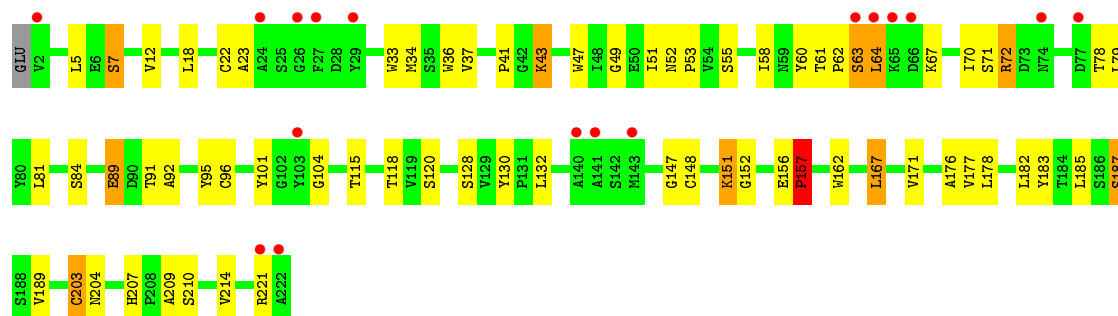 GLU V2 L5 E6 S7 V12 L18 C22 A23 A24 S25 G26 F27 D28 Y29 W33 M34 S35 W36 V37 P41 G42 K43 W47 I48 G49 E50 I51 N52 P53 V54 S55 I58 N59 Y60 T61 P62 S63 L64 K65 D66 K67 I70 S71 R72 D73 N74 D77 T78 L79
Y80 L81 S84 E89 D90 T91 A92 Y95 C96 Y101 G102 Y103 G104 T115 T118 V119 S120 S128 V129 Y130 P131 L132 A140 A141 S142 M143 G147 C148 K151 G152 E156 P157 W162 L167 V171 A176 V177 L178 L182 Y183 T184 L185 S186 S187
S188 V189 C203 N204 H207 P208 A209 S210 V214 R221 A222